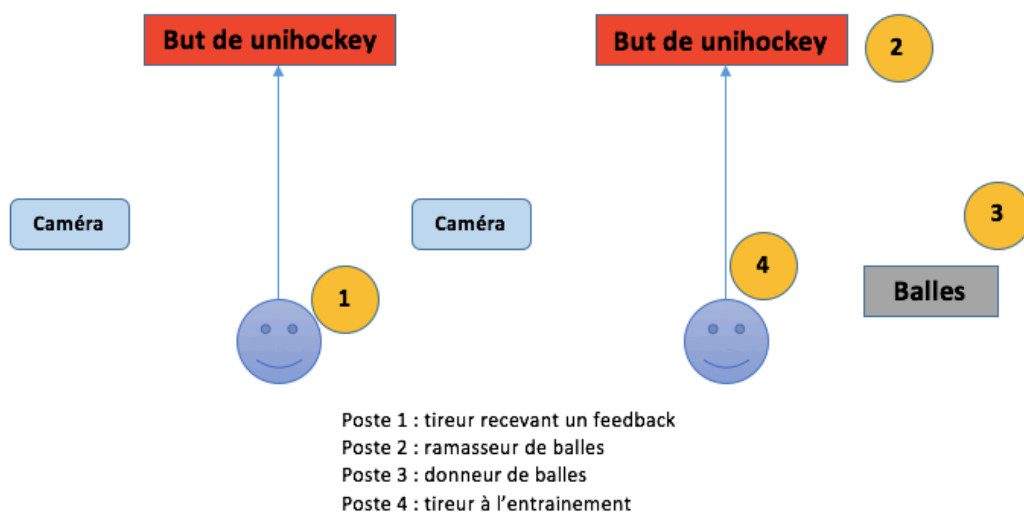 But de unihockey
But de unihockey
2
Caméra
Caméra
3
4
1
Balles
Poste 1 : tireur recevant un feedback
Poste 2 : ramasseur de balles
Poste 3 : donneur de balles
Poste 4 : tireur à l’entrainement